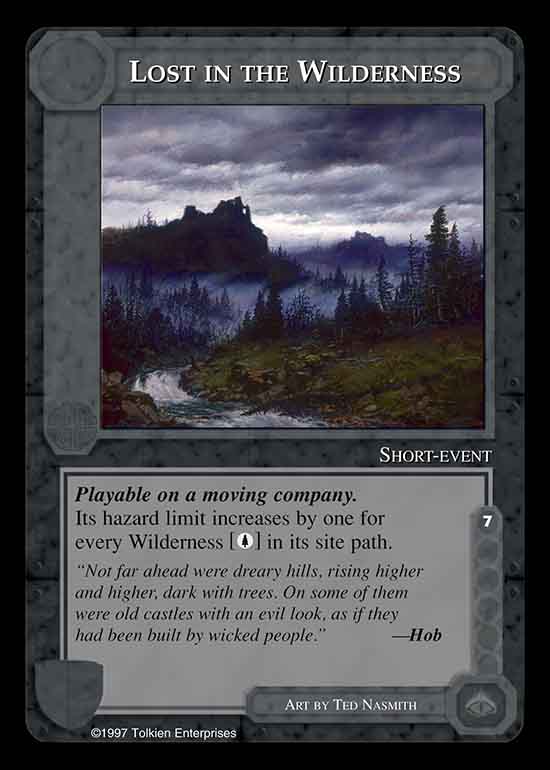 Lost in the Wilderness
Short-event
Playable on a moving company.
Its hazard limit increases by one for
every Wilderness [] in its site path.
7
“Not far ahead were dreary hills, rising higher
and higher, dark with trees. On some of them
were old castles with an evil look, as if they
had been built by wicked people.” —Hob
Art by Ted Nasmith
©1997 Tolkien Enterprises